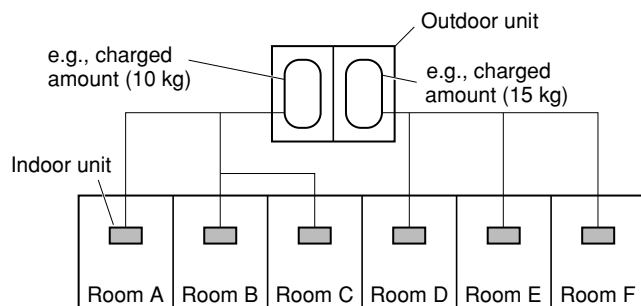 Outdoor unit
e.g., charged
amount (10 kg)
e.g., charged
amount (15 kg)
Indoor unit
Room A Room B Room C Room D Room E Room F